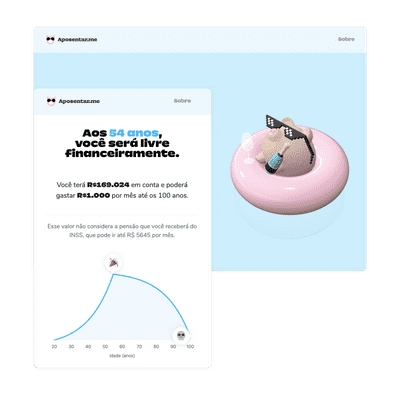 Aposentar.me
Sobre
Aposentar.me
Sobre
Aos 54 anos,
você será livre
financeiramente.
Você terá R$169.024 em conta e poderá
gastar R$1.000 por mês até os 100 anos.
Esse valor não considera a pensão que você receberá do
INSS, que pode ir até R$ 5645 por mês.
20 30 40 50 60 70 80 90 100
Idade (anos)